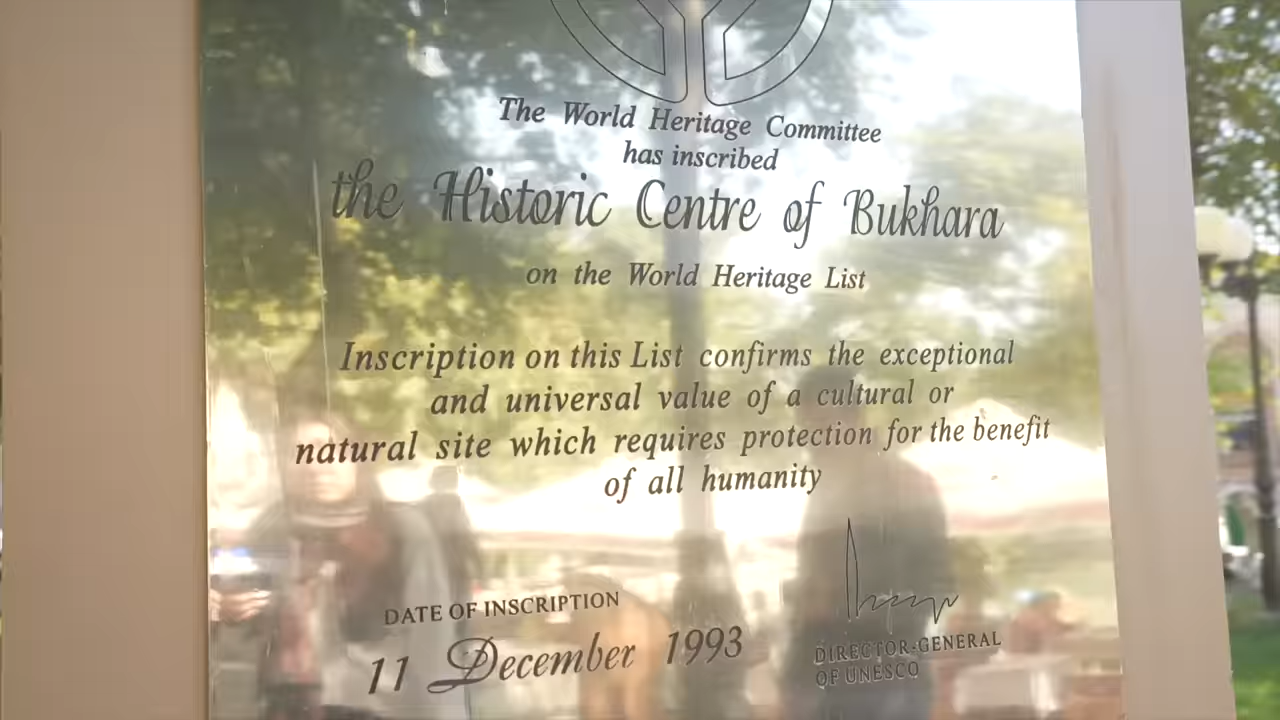 The World Heritage Committee
has inscribed
the Historic Centre of Bukhara
on the World Heritage List
Inscription on this List confirms the exceptional
and universal value of a cultural or
natural site which requires protection for the benefit
of all humanity
DATE OF INSCRIPTION
11 December 1993
DIRECTOR-GENERAL
OF UNESCO